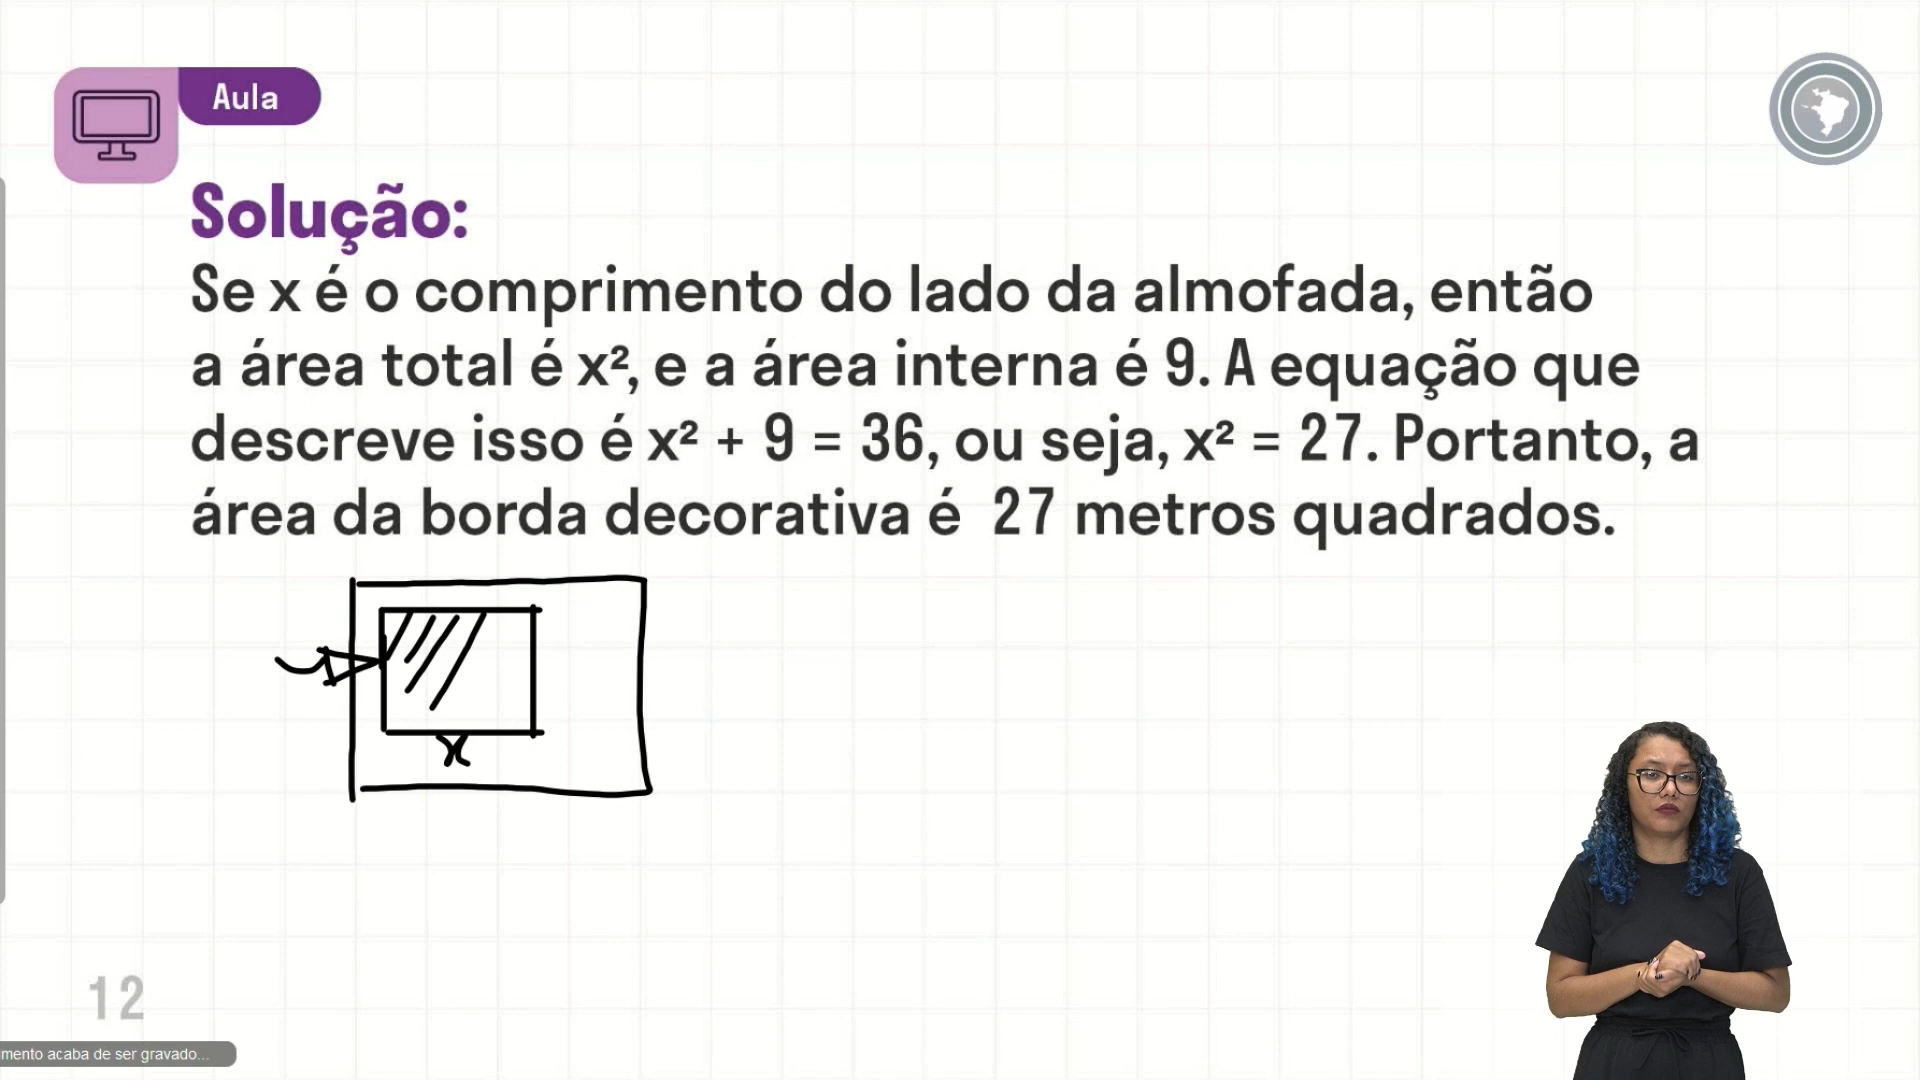 Aula
Solução:
Se x é o comprimento do lado da almofada, então
a área total é x², e a área interna é 9. A equação que
descreve isso é x² + 9 = 36, ou seja, x² = 27. Portanto, a
área da borda decorativa é 27 metros quadrados.
x
12
mento acaba de ser gravado...